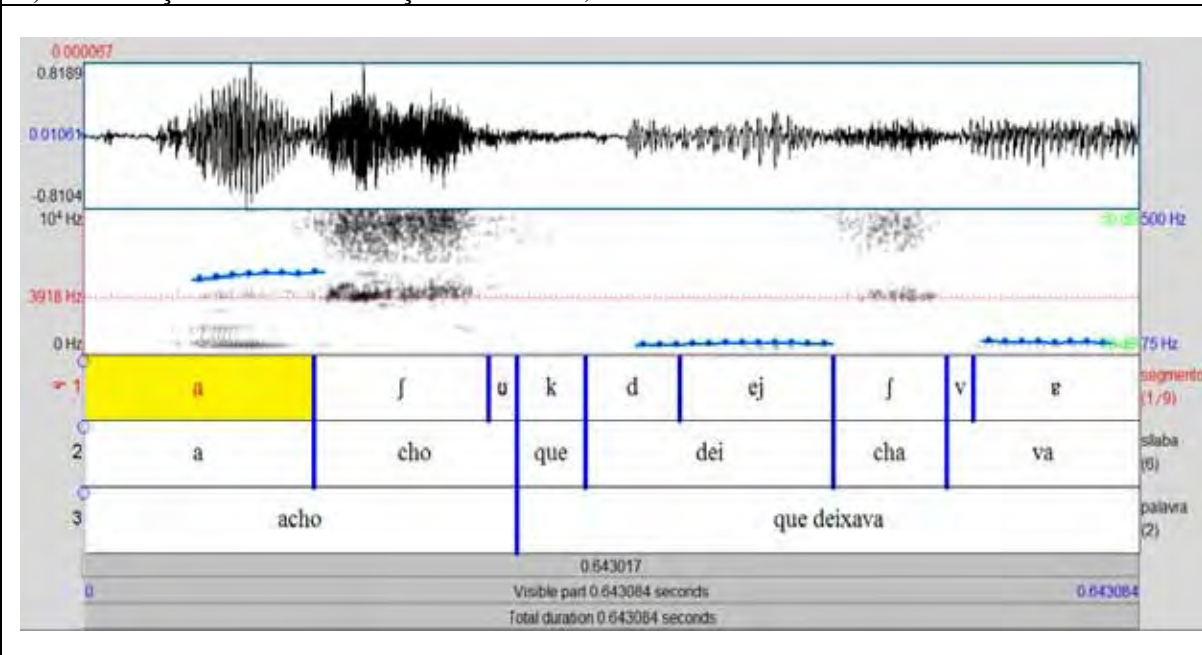 0.000067
0.8189
0.01061
-0.8104
10⁴ Hz
500 Hz
3918 Hz
0 Hz
75 Hz
1 a ʃ ʊ k d ej ʃ v ɐ segmento (1/9)
2 a cho que dei cha va sílaba (6)
3 acho que deixava palavra (2)
0.643017
0 Visible part 0.643084 seconds 0.643084
Total duration 0.643084 seconds